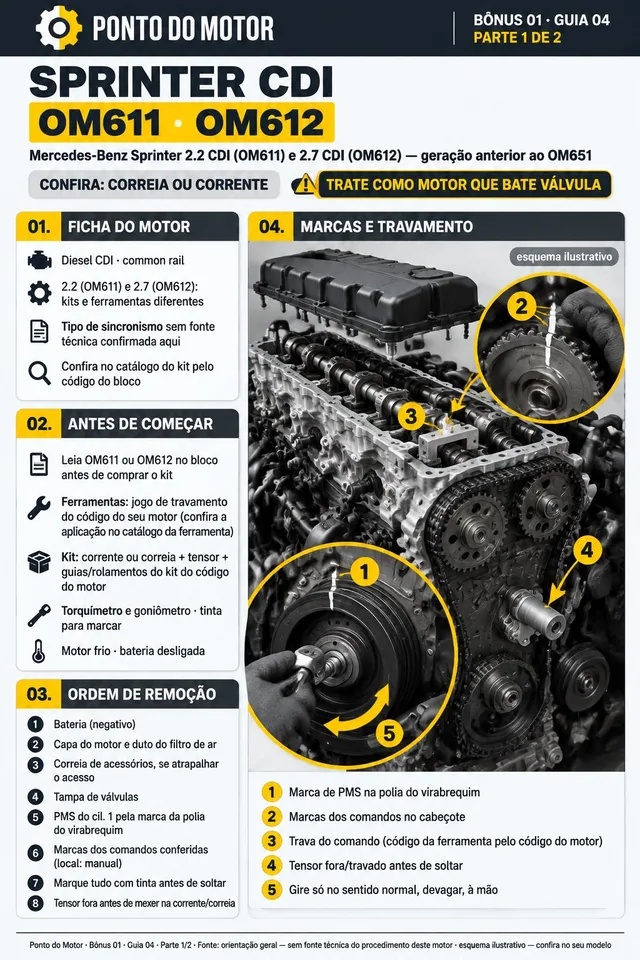 PONTO DO MOTOR
BÔNUS 01 · GUIA 04
PARTE 1 DE 2
SPRINTER CDI
OM611 · OM612
Mercedes-Benz Sprinter 2.2 CDI (OM611) e 2.7 CDI (OM612) — geração anterior ao OM651
CONFIRA: CORREIA OU CORRENTE
TRATE COMO MOTOR QUE BATE VÁLVULA
01. FICHA DO MOTOR
Diesel CDI · common rail
2.2 (OM611) e 2.7 (OM612):
kits e ferramentas diferentes
Tipo de sincronismo sem fonte
técnica confirmada aqui
Confira no catálogo do kit pelo
código do bloco
02. ANTES DE COMEÇAR
Leia OM611 ou OM612 no bloco
antes de comprar o kit
Ferramentas: jogo de travamento
do código do seu motor (confira a
aplicação no catálogo da ferramenta)
Kit: corrente ou correia + tensor +
guias/rolamentos do kit do código
do motor
Torquímetro e goniômetro · tinta
para marcar
Motor frio · bateria desligada
03. ORDEM DE REMOÇÃO
1 Bateria (negativo)
2 Capa do motor e duto do filtro de ar
3 Correia de acessórios, se atrapalhar
o acesso
4 Tampa de válvulas
5 PMS do cil. 1 pela marca da polia
do virabrequim
6 Marcas dos comandos conferidas
(local: manual)
7 Marque tudo com tinta antes de soltar
8 Tensor fora antes de mexer na corrente/correia
04. MARCAS E TRAVAMENTO
esquema ilustrativo
2
3
4
1
5
1 Marca de PMS na polia do virabrequim
2 Marcas dos comandos no cabeçote
3 Trava do comando (código da ferramenta pelo código do motor)
4 Tensor fora/travado antes de soltar
5 Gire só no sentido normal, devagar, à mão
Ponto do Motor · Bônus 01 · Guia 04 · Parte 1/2 · Fonte: orientação geral — sem fonte técnica do procedimento deste motor · esquema ilustrativo — confira no seu modelo